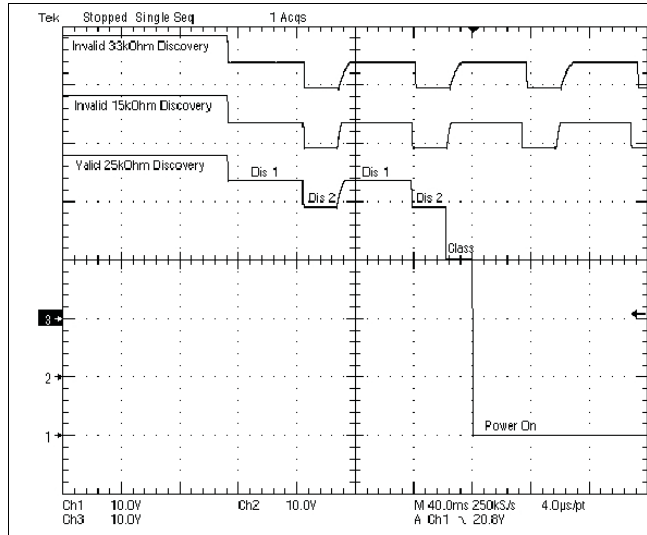 Tek Stopped Single Seq 1 Acqs
Invalid 33kOhm Discovery
Invalid 15kOhm Discovery
Valid 25kOhm Discovery
Dis 1
Dis 2
Dis 1
Dis 2
Class
3
2
1
Power On
Ch1 10.0V Ch2 10.0V M 40.0ms 250kS/s 4.0µs/pt
Ch3 10.0V A Ch1 \ 20.8V